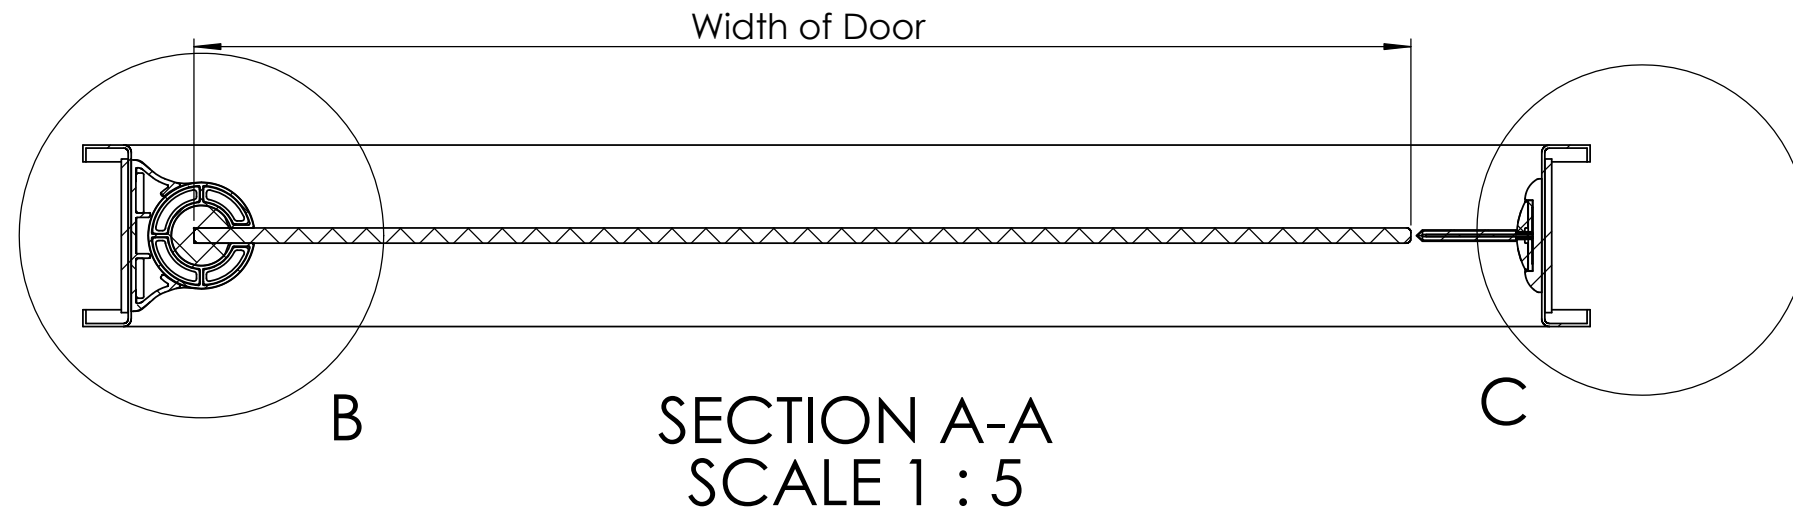 Width of Door
B
C
SECTION A-A
SCALE 1 : 5